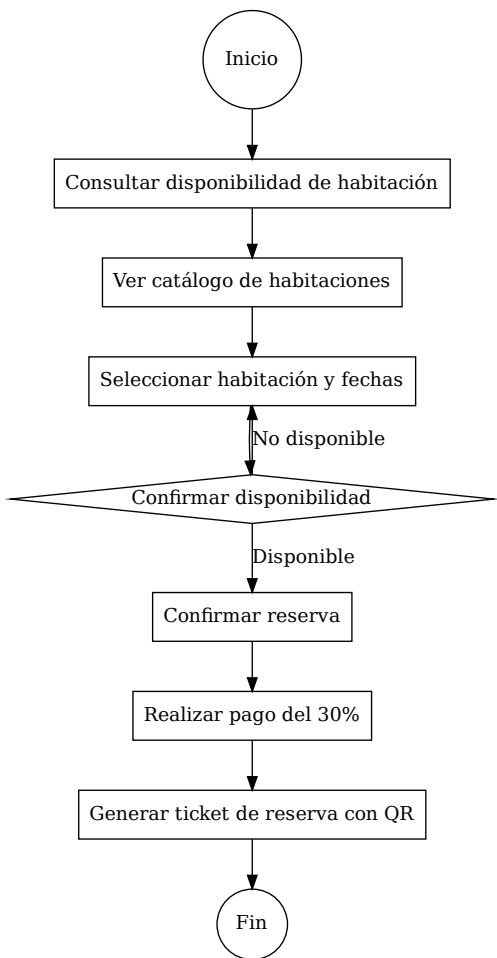 Inicio
Consultar disponibilidad de habitación
Ver catálogo de habitaciones
Seleccionar habitación y fechas
No disponible
Confirmar disponibilidad
Disponible
Confirmar reserva
Realizar pago del 30%
Generar ticket de reserva con QR
Fin